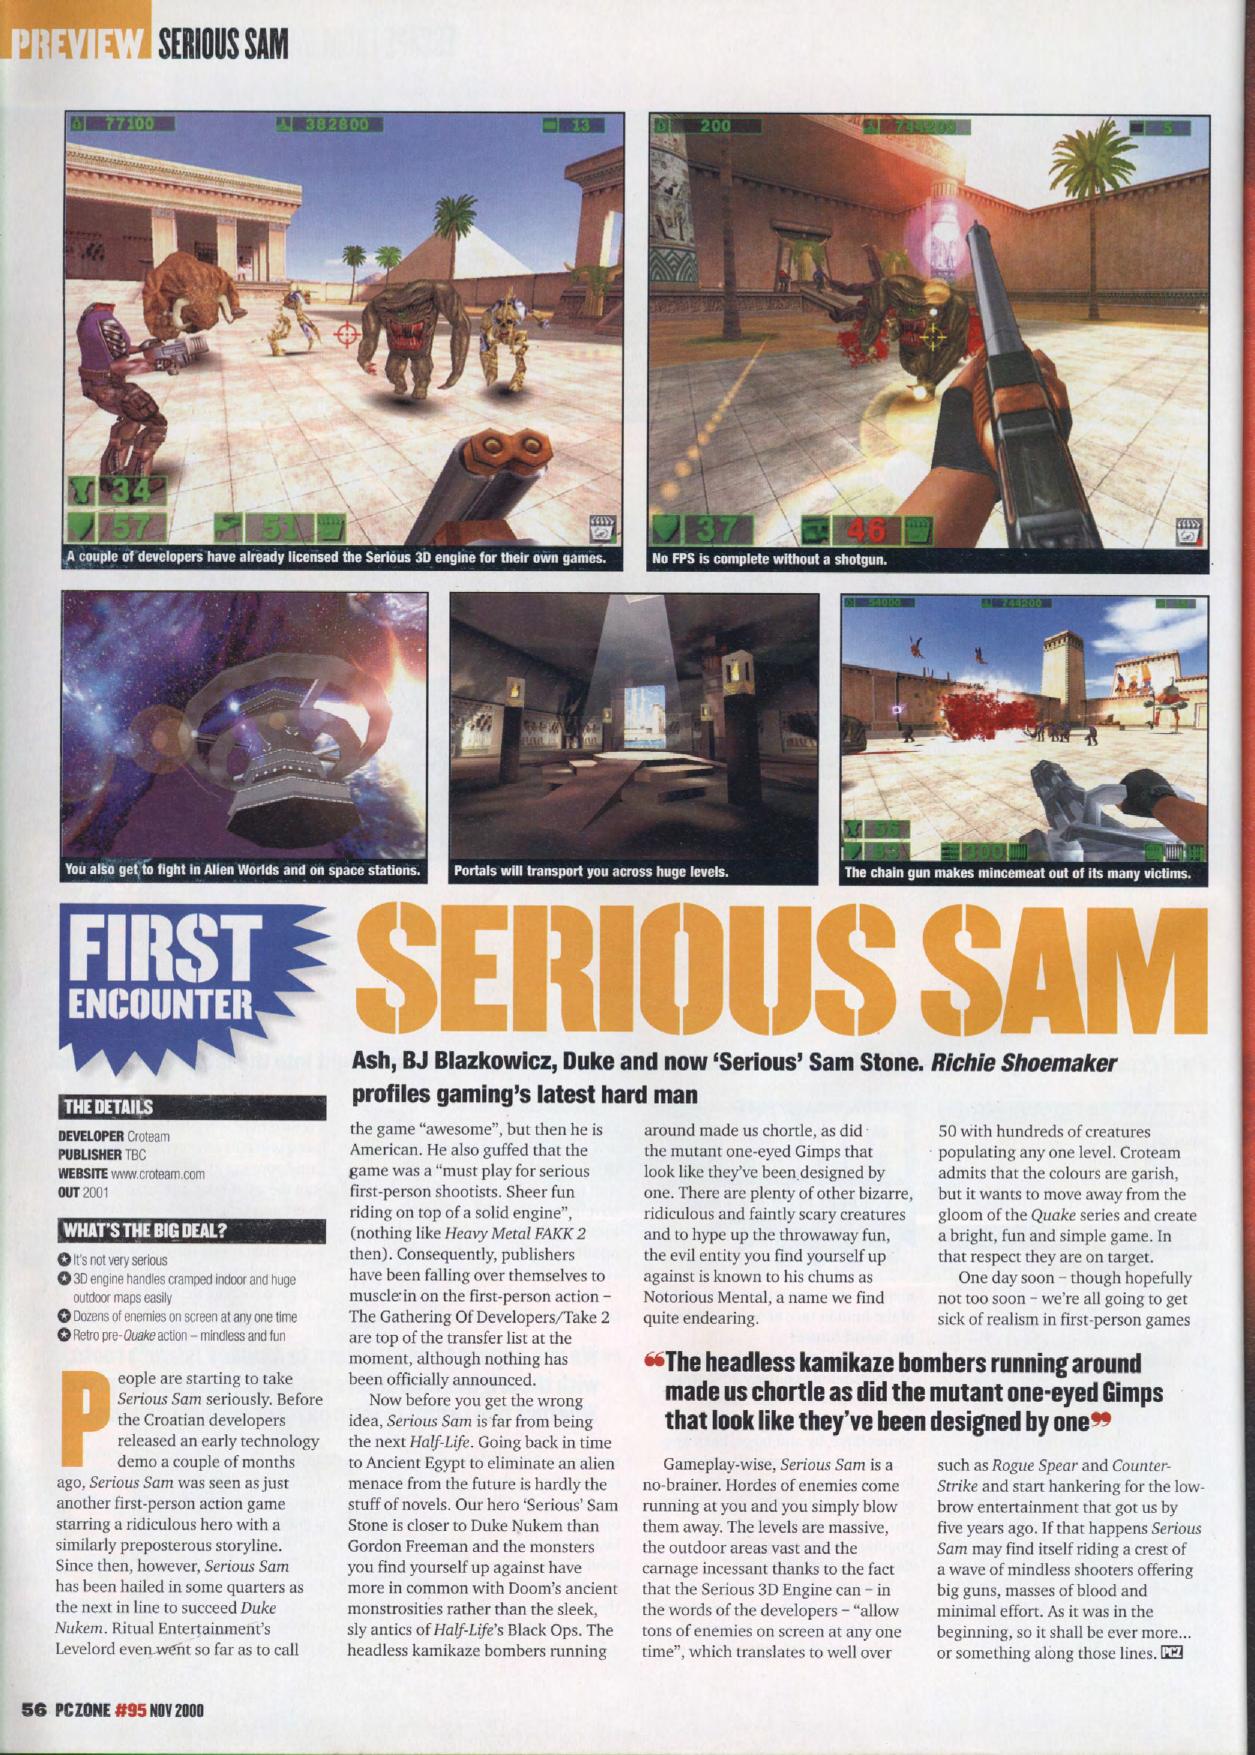 PREVIEW SERIOUS SAM
77100 382800 13
34
57 51
A couple of developers have already licensed the Serious 3D engine for their own games.
200 744200 5
37 46
No FPS is complete without a shotgun.
You also get to fight in Alien Worlds and on space stations.
Portals will transport you across huge levels.
54000 744200
56
53 300
The chain gun makes mincemeat out of its many victims.
FIRST
ENCOUNTER
SERIOUS SAM
Ash, BJ Blazkowicz, Duke and now ‘Serious’ Sam Stone. Richie Shoemaker
profiles gaming’s latest hard man
THE DETAILS
DEVELOPER Croteam
PUBLISHER TBC
WEBSITE www.croteam.com
OUT 2001
WHAT’S THE BIG DEAL?
It’s not very serious
3D engine handles cramped indoor and huge
outdoor maps easily
Dozens of enemies on screen at any one time
Retro pre-Quake action – mindless and fun
People are starting to take
Serious Sam seriously. Before
the Croatian developers
released an early technology
demo a couple of months
ago, Serious Sam was seen as just
another first-person action game
starring a ridiculous hero with a
similarly preposterous storyline.
Since then, however, Serious Sam
has been hailed in some quarters as
the next in line to succeed Duke
Nukem. Ritual Entertainment’s
Levelord even went so far as to call
the game “awesome”, but then he is
American. He also guffed that the
game was a “must play for serious
first-person shootists. Sheer fun
riding on top of a solid engine”,
(nothing like Heavy Metal FAKK 2
then). Consequently, publishers
have been falling over themselves to
muscle in on the first-person action –
The Gathering Of Developers/Take 2
are top of the transfer list at the
moment, although nothing has
been officially announced.
Now before you get the wrong
idea, Serious Sam is far from being
the next Half-Life. Going back in time
to Ancient Egypt to eliminate an alien
menace from the future is hardly the
stuff of novels. Our hero ‘Serious’ Sam
Stone is closer to Duke Nukem than
Gordon Freeman and the monsters
you find yourself up against have
more in common with Doom’s ancient
monstrosities rather than the sleek,
sly antics of Half-Life’s Black Ops. The
headless kamikaze bombers running
around made us chortle, as did
the mutant one-eyed Gimps that
look like they’ve been designed by
one. There are plenty of other bizarre,
ridiculous and faintly scary creatures
and to hype up the throwaway fun,
the evil entity you find yourself up
against is known to his chums as
Notorious Mental, a name we find
quite endearing.
“The headless kamikaze bombers running around
made us chortle as did the mutant one-eyed Gimps
that look like they’ve been designed by one”
Gameplay-wise, Serious Sam is a
no-brainer. Hordes of enemies come
running at you and you simply blow
them away. The levels are massive,
the outdoor areas vast and the
carnage incessant thanks to the fact
that the Serious 3D Engine can – in
the words of the developers – “allow
tons of enemies on screen at any one
time”, which translates to well over
50 with hundreds of creatures
populating any one level. Croteam
admits that the colours are garish,
but it wants to move away from the
gloom of the Quake series and create
a bright, fun and simple game. In
that respect they are on target.
One day soon – though hopefully
not too soon – we’re all going to get
sick of realism in first-person games
such as Rogue Spear and Counter-
Strike and start hankering for the low-
brow entertainment that got us by
five years ago. If that happens Serious
Sam may find itself riding a crest of
a wave of mindless shooters offering
big guns, masses of blood and
minimal effort. As it was in the
beginning, so it shall be ever more...
or something along those lines. PCZ
56 PCZONE #95 NOV 2000